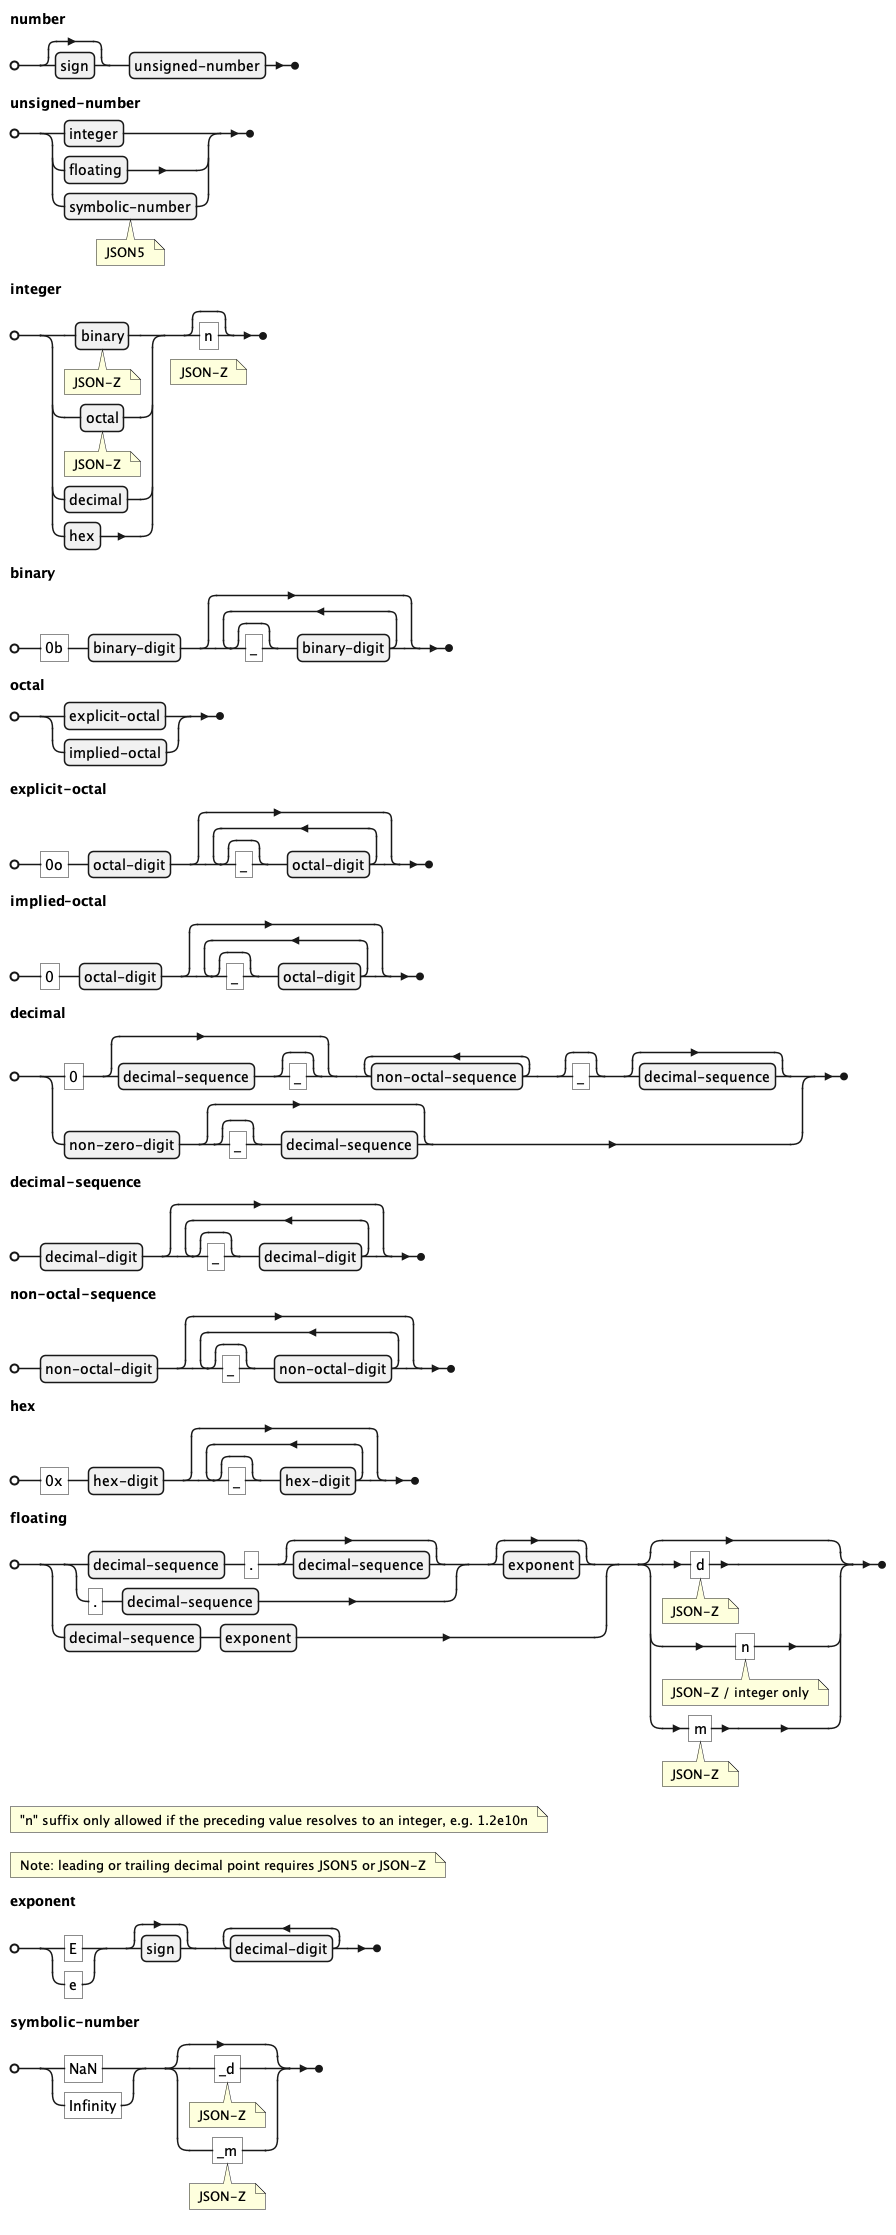 number
sign unsigned-number
unsigned-number
integer
floating
symbolic-number
JSON5
integer
binary n
JSON-Z JSON-Z
octal
JSON-Z
decimal
hex
binary
0b binary-digit _ binary-digit
octal
explicit-octal
implied-octal
explicit-octal
0o octal-digit _ octal-digit
implied-octal
0 octal-digit _ octal-digit
decimal
0 decimal-sequence _ non-octal-sequence _ decimal-sequence
non-zero-digit _ decimal-sequence
decimal-sequence
decimal-digit _ decimal-digit
non-octal-sequence
non-octal-digit _ non-octal-digit
hex
0x hex-digit _ hex-digit
floating
decimal-sequence . decimal-sequence exponent d
. decimal-sequence JSON-Z
decimal-sequence exponent n
JSON-Z / integer only
m
JSON-Z
"n" suffix only allowed if the preceding value resolves to an integer, e.g. 1.2e10n
Note: leading or trailing decimal point requires JSON5 or JSON-Z
exponent
E sign decimal-digit
e
symbolic-number
NaN _d
Infinity JSON-Z
_m
JSON-Z